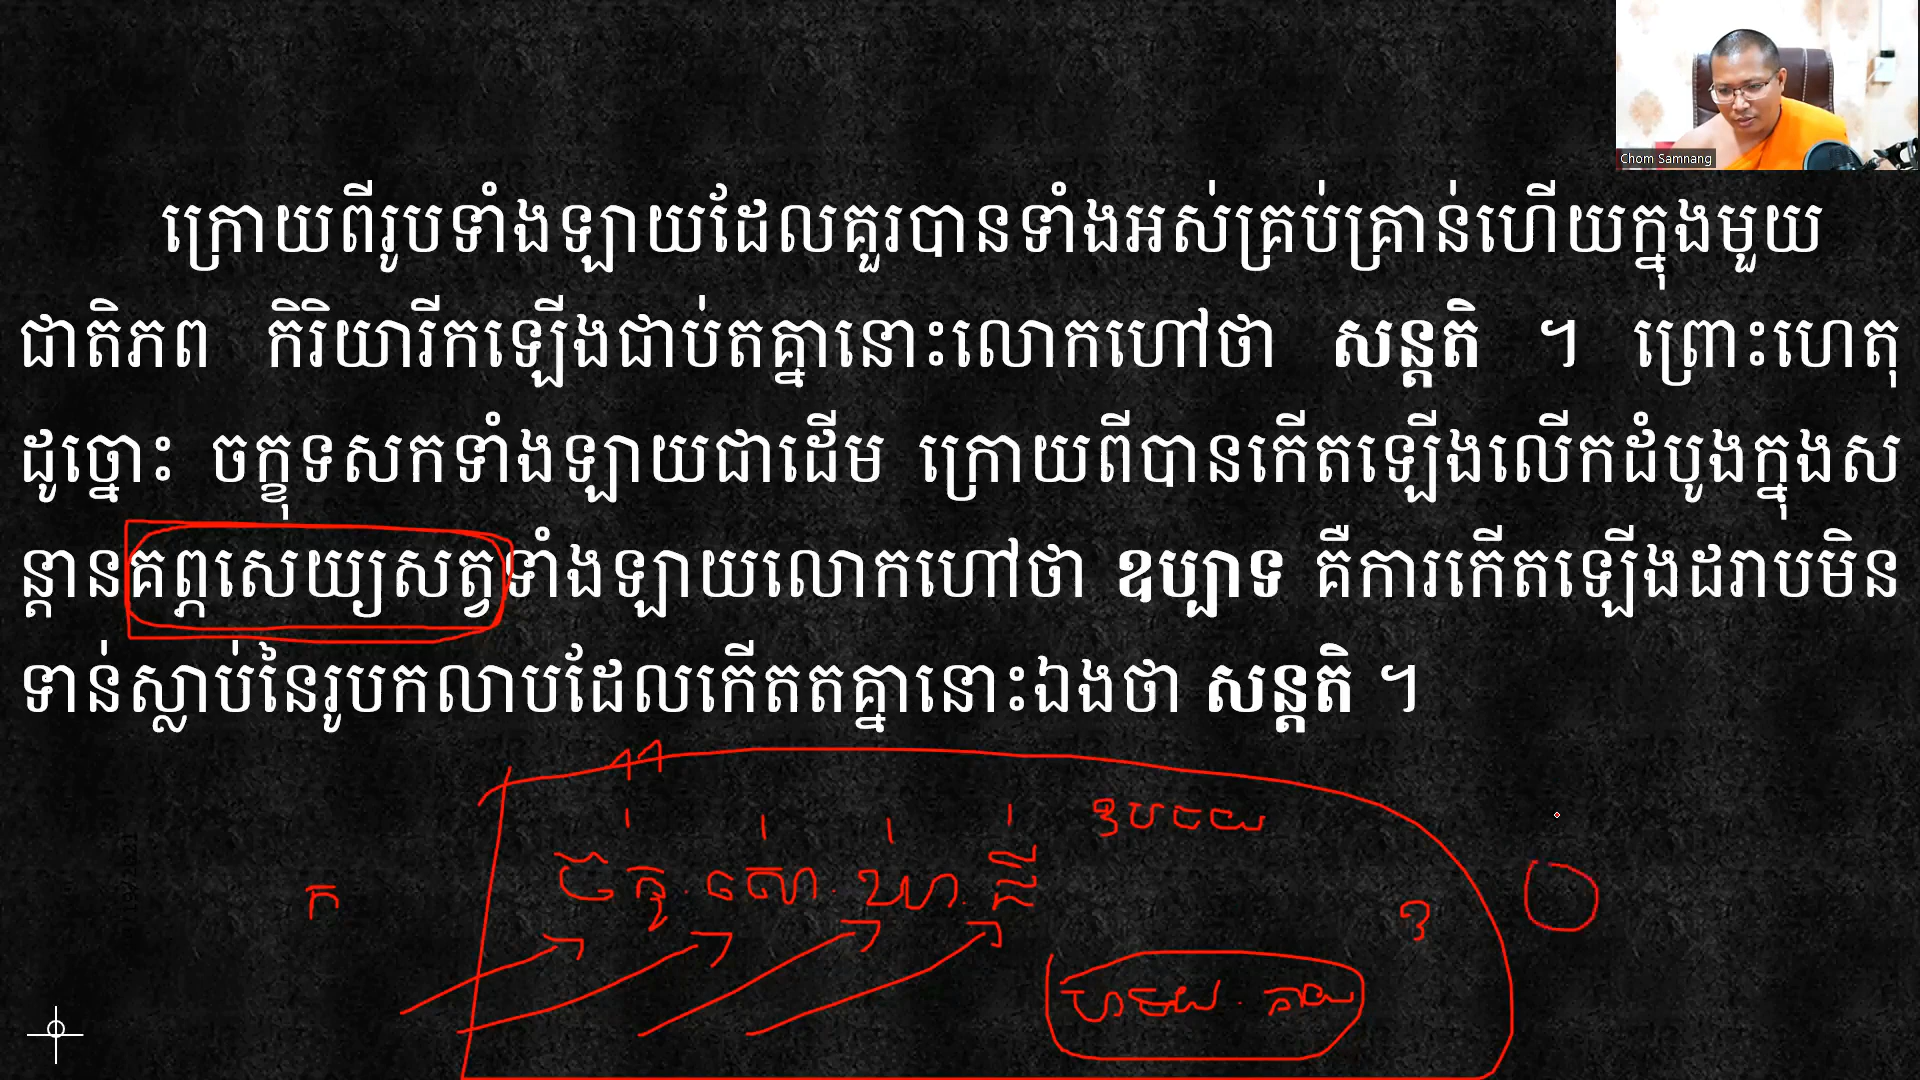 Chom Samnang
ក្រោយពីរូបទាំងឡាយដែលគួរបានទាំងអស់គ្រប់គ្រាន់ហើយក្នុងមួយ
ជាតិភព កិរិយារីកឡើងជាប់តគ្នានោះលោកហៅថា សន្តតិ ។ ព្រោះហេតុ
ដូច្នោះ ចក្ខុទសកទាំងឡាយជាដើម ក្រោយពីបានកើតឡើងលើកដំបូងក្នុងស
ន្តានគព្ភសេយ្យសត្វទាំងឡាយលោកហៅថា ឧប្បាទ គឺការកើតឡើងដរាបមិន
ទាន់ស្លាប់នៃរូបកលាបដែលកើតតគ្នានោះឯងថា សន្តតិ ។
ឧបចយ
ក